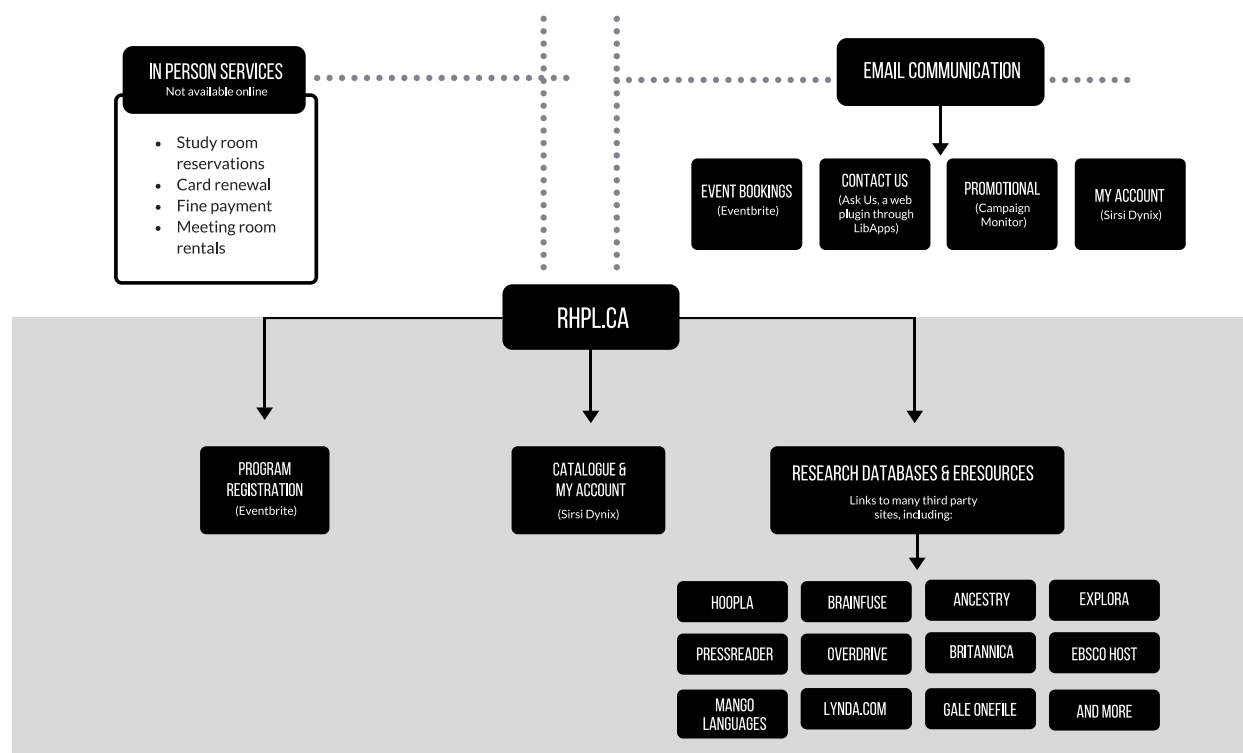 IN PERSON SERVICES
Not available online
• Study room
reservations
• Card renewal
• Fine payment
• Meeting room
rentals
EMAIL COMMUNICATION
EVENT BOOKINGS
(Eventbrite)
CONTACT US
(Ask Us, a web
plugin through
LibApps)
PROMOTIONAL
(Campaign
Monitor)
MY ACCOUNT
(Sirsi Dynix)
RHPL.CA
PROGRAM
REGISTRATION
(Eventbrite)
CATALOGUE &
MY ACCOUNT
(Sirsi Dynix)
RESEARCH DATABASES & ERESOURCES
Links to many third party
sites, including:
HOOPLA
BRAINFUSE
ANCESTRY
EXPLORA
PRESSREADER
OVERDRIVE
BRITANNICA
EBSCO HOST
MANGO
LANGUAGES
LYNDA.COM
GALE ONEFILE
AND MORE